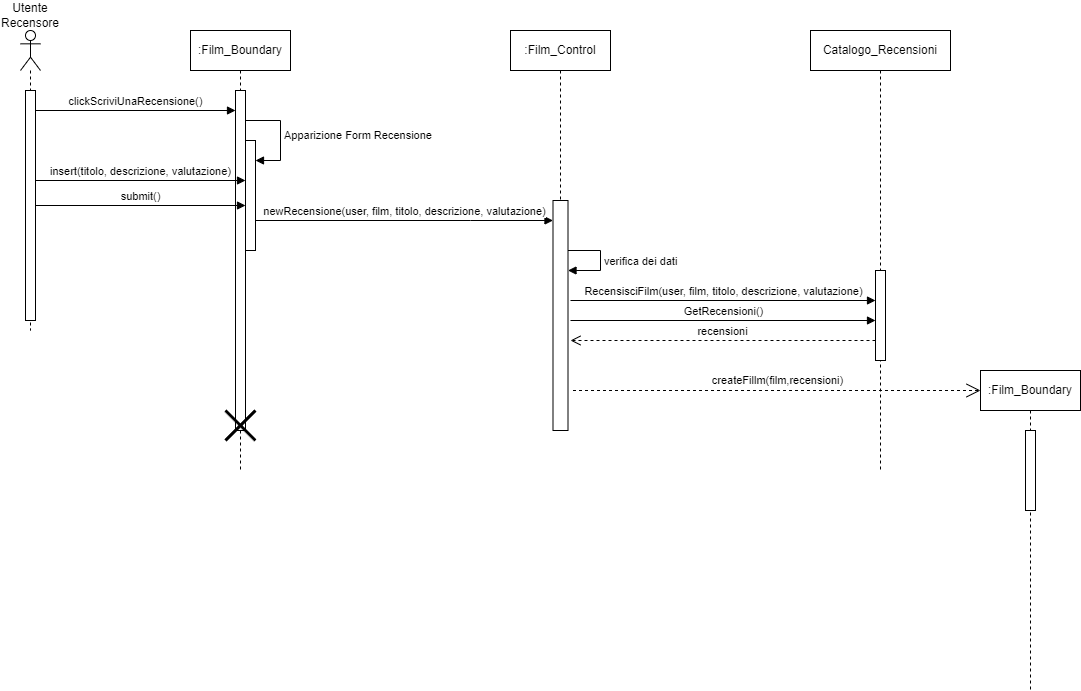 Utente
Recensore
:Film_Boundary
:Film_Control
Catalogo_Recensioni
clickScriviUnaRecensione()
Apparizione Form Recensione
insert(titolo, descrizione, valutazione)
submit()
newRecensione(user, film, titolo, descrizione, valutazione)
verifica dei dati
RecensisciFilm(user, film, titolo, descrizione, valutazione)
GetRecensioni()
recensioni
createFillm(film,recensioni)
:Film_Boundary